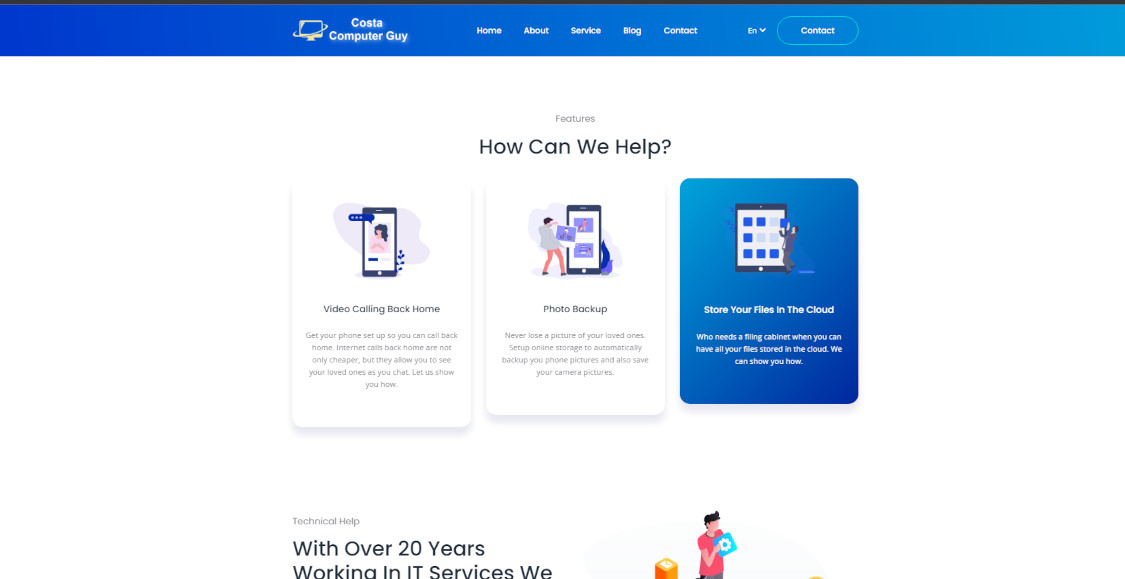 Costa
Computer Guy
Home
About
Service
Blog
Contact
En
Contact
Features
How Can We Help?
Video Calling Back Home
Get your phone set up so you can call back
home. Internet calls back home are not
only cheaper, but they allow you to see
your loved ones as you chat. Let us show
you how.
Photo Backup
Never lose a picture of your loved ones.
Setup online storage to automatically
backup you phone pictures and also save
your camera pictures.
Store Your Files In The Cloud
Who needs a filing cabinet when you can
have all your files stored in the cloud. We
can show you how.
Technical Help
With Over 20 Years
Working In IT Services We